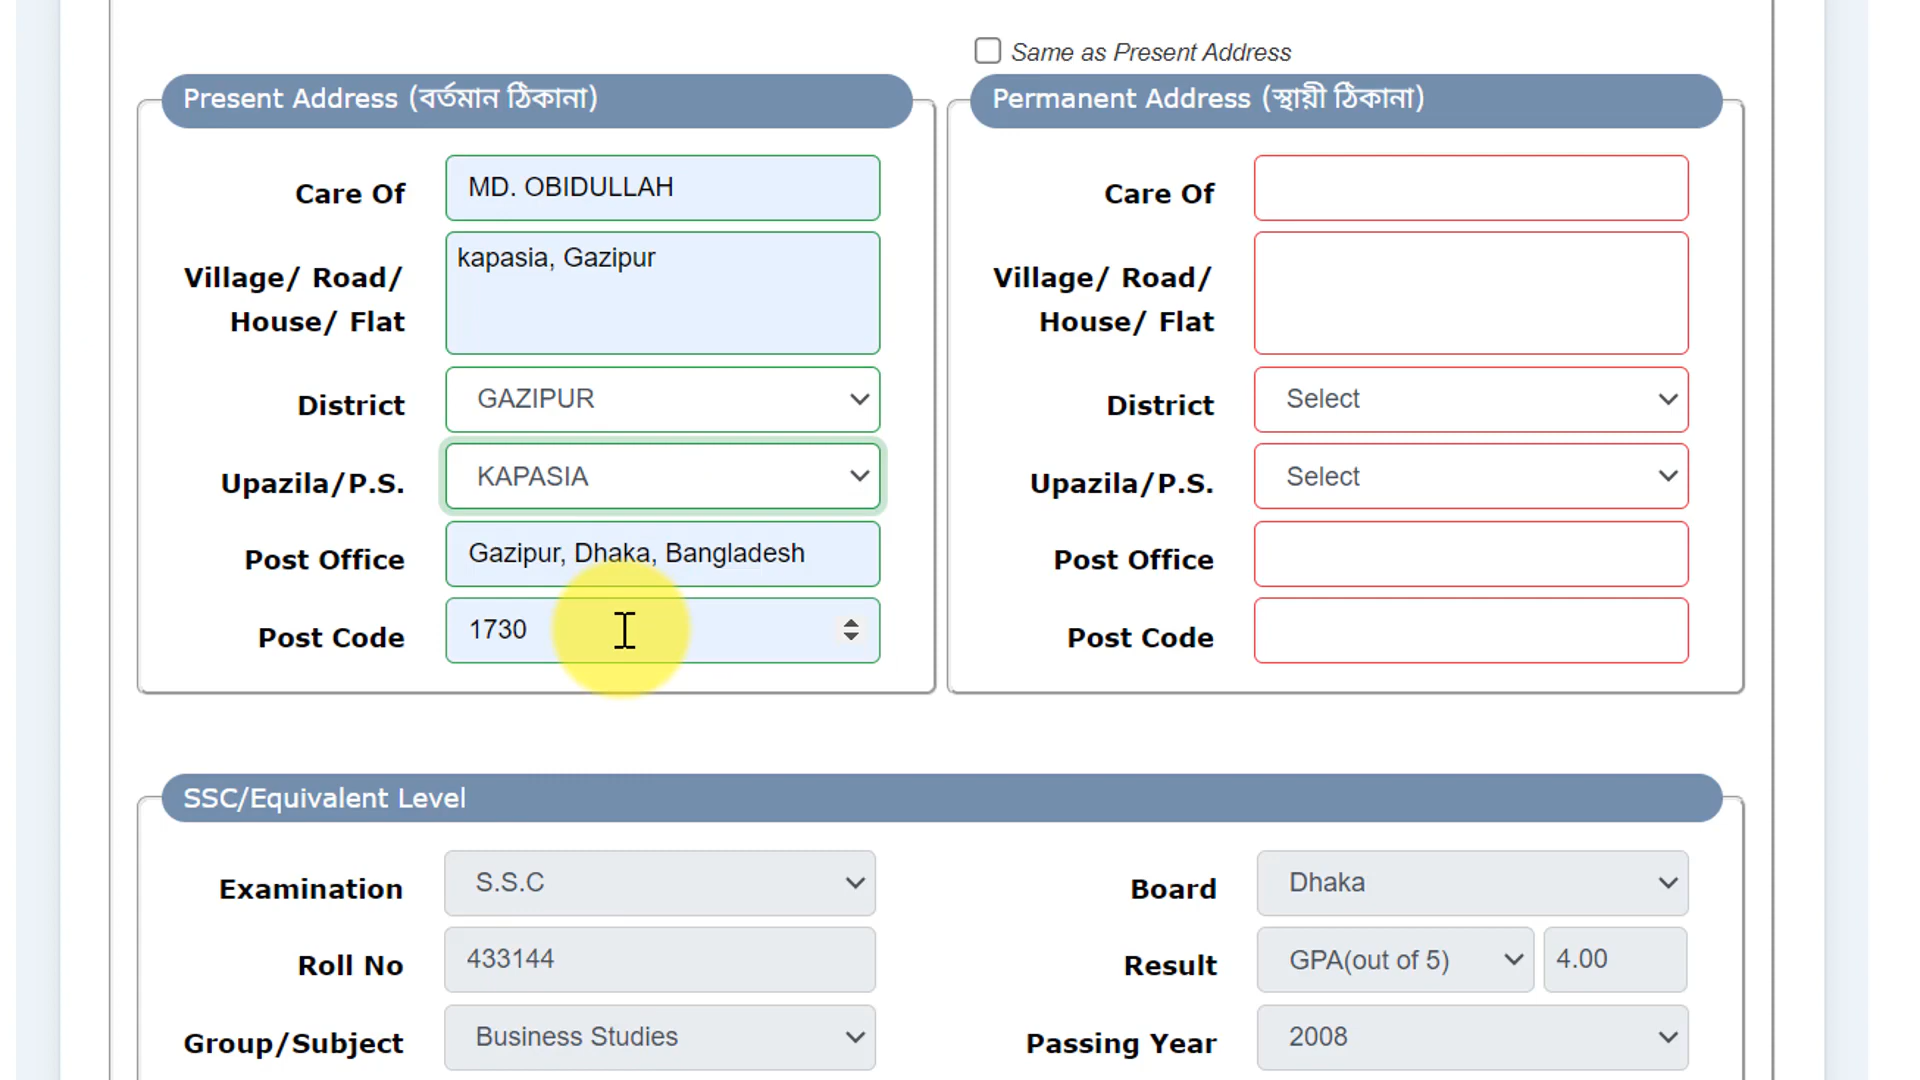 Same as Present Address
Present Address (বর্তমান ঠিকানা)
Care Of
MD. OBIDULLAH
Village/ Road/
House/ Flat
kapasia, Gazipur
District
GAZIPUR
Upazila/P.S.
KAPASIA
Post Office
Gazipur, Dhaka, Bangladesh
Post Code
1730
Permanent Address (স্থায়ী ঠিকানা)
Care Of
Village/ Road/
House/ Flat
District
Select
Upazila/P.S.
Select
Post Office
Post Code
SSC/Equivalent Level
Examination
S.S.C
Board
Dhaka
Roll No
433144
Result
GPA(out of 5)
4.00
Group/Subject
Business Studies
Passing Year
2008